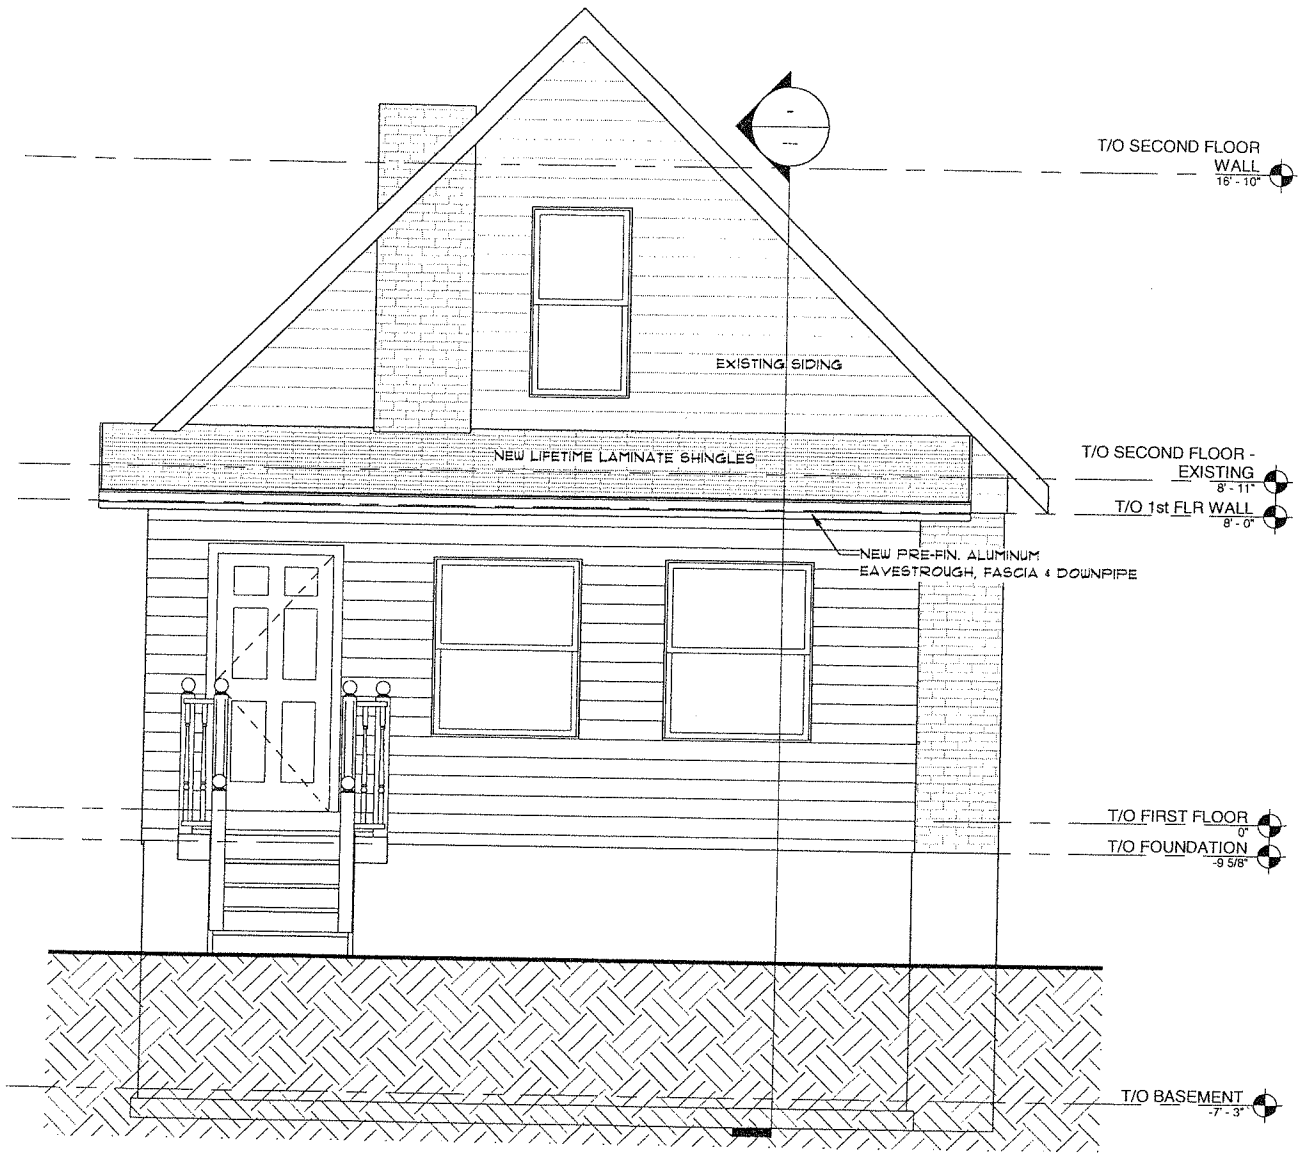 T/O SECOND FLOOR
WALL
16' - 10"
EXISTING SIDING
T/O SECOND FLOOR -
EXISTING
8' - 11"
NEW LIFETIME LAMINATE SHINGLES
T/O 1st FLR WALL
8' - 0"
NEW PRE-FIN. ALUMINUM
EAVESTROUGH, FASCIA & DOWNPIPE
T/O FIRST FLOOR
0"
T/O FOUNDATION
-9 5/8"
T/O BASEMENT
-7' - 3"